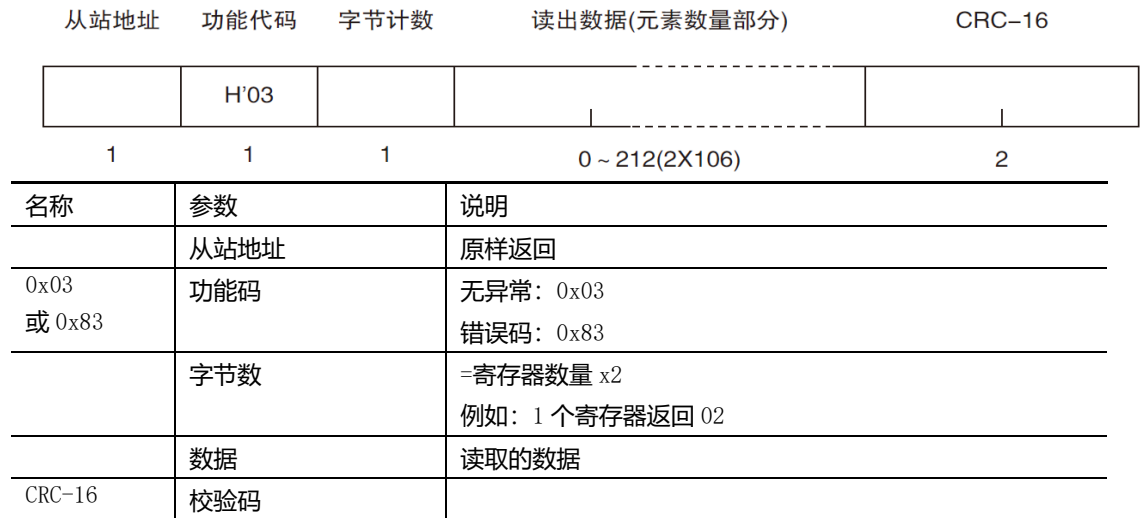 从站地址 功能代码 字节计数 读出数据(元素数量部分) CRC-16
H'03
1 1 1 0~212(2X106) 2
名称 参数 说明
从站地址 原样返回
0x03 功能码 无异常：0x03
或 0x83 错误码：0x83
字节数 =寄存器数量 x2
例如：1 个寄存器返回 02
数据 读取的数据
CRC-16 校验码